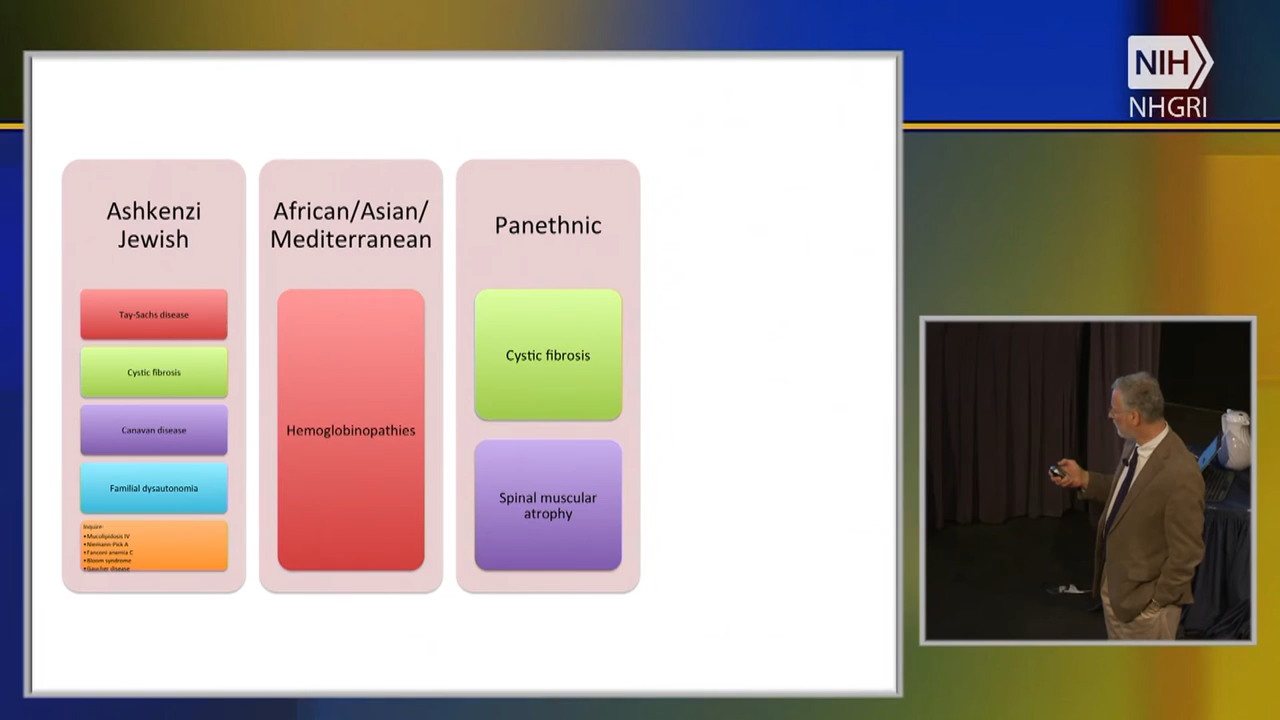 NIH
NHGRI
Ashkenzi
Jewish
Tay-Sachs disease
Cystic fibrosis
Canavan disease
Familial dysautonomia
Inquire-
•Mucolipidosis IV
•Niemann-Pick A
•Fanconi anemia C
•Bloom syndrome
•Gaucher disease
African/Asian/
Mediterranean
Hemoglobinopathies
Panethnic
Cystic fibrosis
Spinal muscular
atrophy